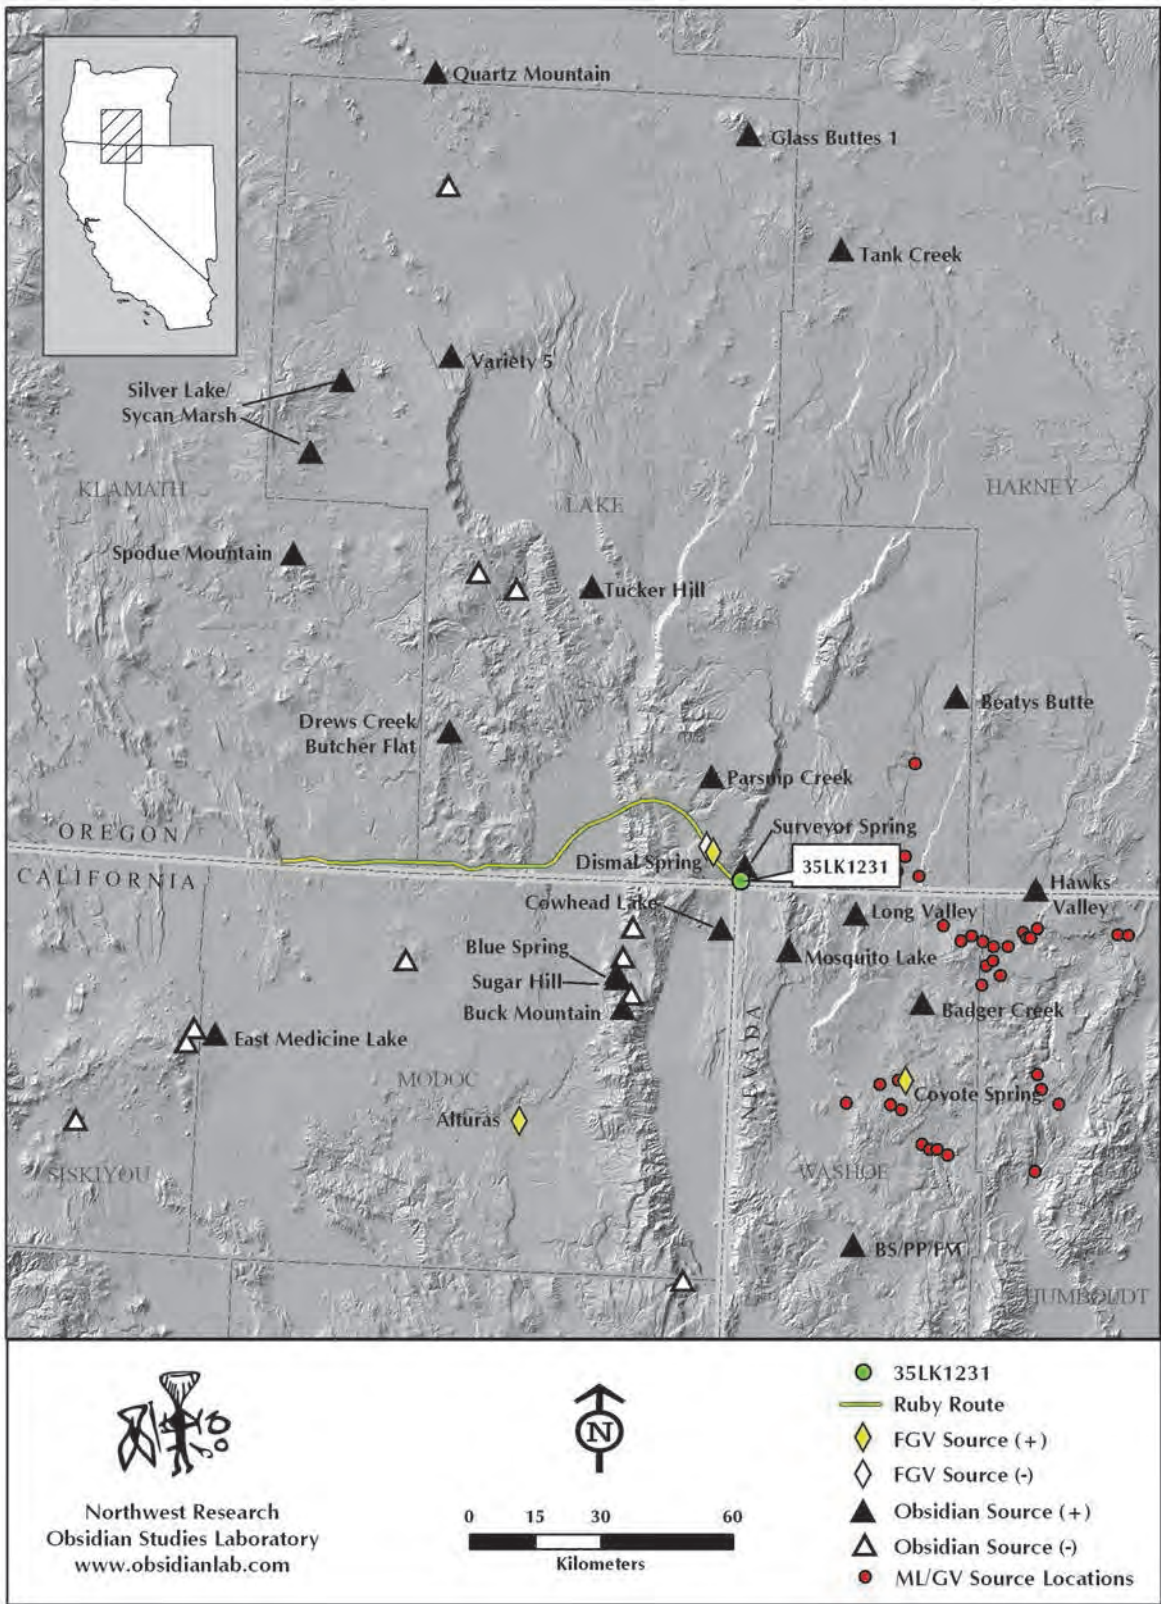 Quartz Mountain
Glass Buttes 1
Tank Creek
Variety 5
Silver Lake/
Sycan Marsh
KLAMATH
LAKE
HARNEY
Spodue Mountain
Tucker Hill
Beatys Butte
Drews Creek/
Butcher Flat
Parsnip Creek
OREGON
Surveyor Spring
Dismal Spring
35LK1231
CALIFORNIA
Hawks
Valley
Cowhead Lake
Long Valley
Blue Spring
Mosquito Lake
Sugar Hill
Buck Mountain
Badger Creek
East Medicine Lake
NEVADA
MODOC
Coyote Spring
Alturas
SISKIYOU
WASHOE
BS/PP/FM
HUMBOLDT
N
Northwest Research
Obsidian Studies Laboratory
www.obsidianlab.com
0 15 30 60
Kilometers
35LK1231
Ruby Route
FGV Source (+)
FGV Source (-)
Obsidian Source (+)
Obsidian Source (-)
ML/GV Source Locations